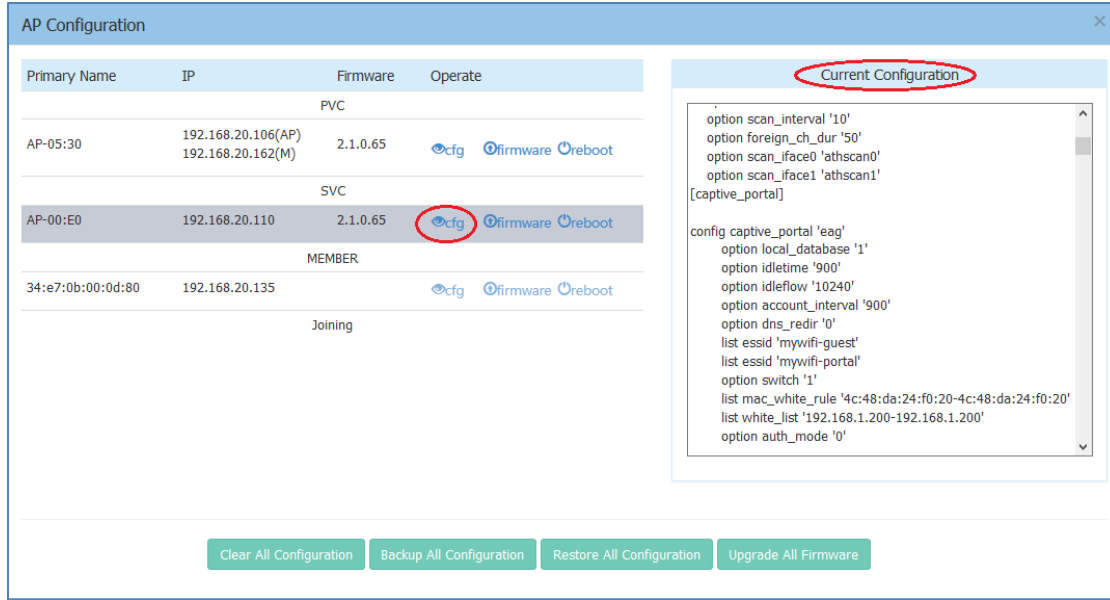 AP Configuration
×
Primary Name IP Firmware Operate
PVC
AP-05:30 192.168.20.106(AP) 2.1.0.65 cfg firmware reboot
192.168.20.162(M)
SVC
AP-00:E0 192.168.20.110 2.1.0.65 cfg firmware reboot
MEMBER
34:e7:0b:00:0d:80 192.168.20.135 cfg firmware reboot
Joining
Current Configuration
option scan_interval '10'
option foreign_ch_dur '50'
option scan_iface0 'athscan0'
option scan_iface1 'athscan1'
[captive_portal]
config captive_portal 'eag'
option local_database '1'
option idletime '900'
option idleflow '10240'
option account_interval '900'
option dns_redir '0'
list essid 'mywifi-guest'
list essid 'mywifi-portal'
option switch '1'
list mac_white_rule '4c:48:da:24:f0:20-4c:48:da:24:f0:20'
list white_list '192.168.1.200-192.168.1.200'
option auth_mode '0'
Clear All Configuration Backup All Configuration Restore All Configuration Upgrade All Firmware